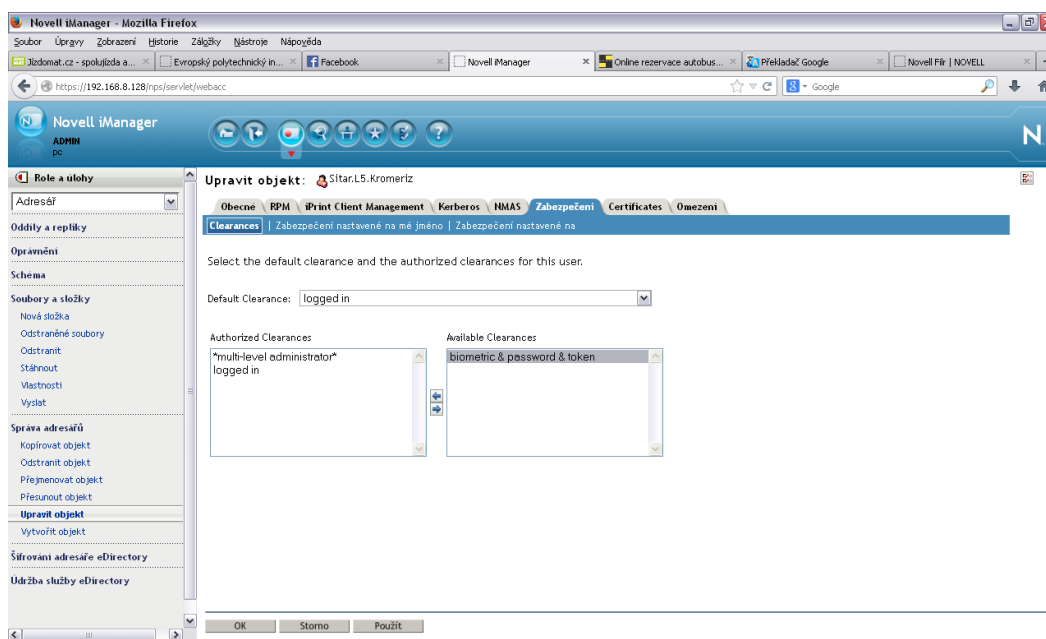 Novell iManager - Mozilla Firefox
Soubor Úpravy Zobrazení Historie Záložky Nástroje Nápověda
Jízdomat.cz - spolujízda a... Evropský polytechnický in... Facebook Novell iManager Online rezervace autobus... Překladač Google Novell Filr | NOVELL
https://192.168.8.128/nps/servlet/webacc Google
Novell iManager
ADMIN
pc
N
Role a úlohy
Adresář
Oddíly a repliky
Oprávnění
Schéma
Soubory a složky
Nová složka
Odstraněné soubory
Odstranit
Stáhnout
Vlastnosti
Vyslat
Správa adresářů
Kopírovat objekt
Odstranit objekt
Přejmenovat objekt
Přesunout objekt
Upravit objekt
Vytvořit objekt
Šifrování adresáře eDirectory
Údržba služby eDirectory
Upravit objekt: Sitar.L5.Kromeriz
Obecné RPM iPrint Client Management Kerberos NMAS Zabezpečení Certificates Omezení
Clearances | Zabezpečení nastavené na mé jméno | Zabezpečení nastavené na
Select the default clearance and the authorized clearances for this user.
Default Clearance: logged in
Authorized Clearances Available Clearances
*multi-level administrator* biometric & password & token
logged in
OK Storno Použít